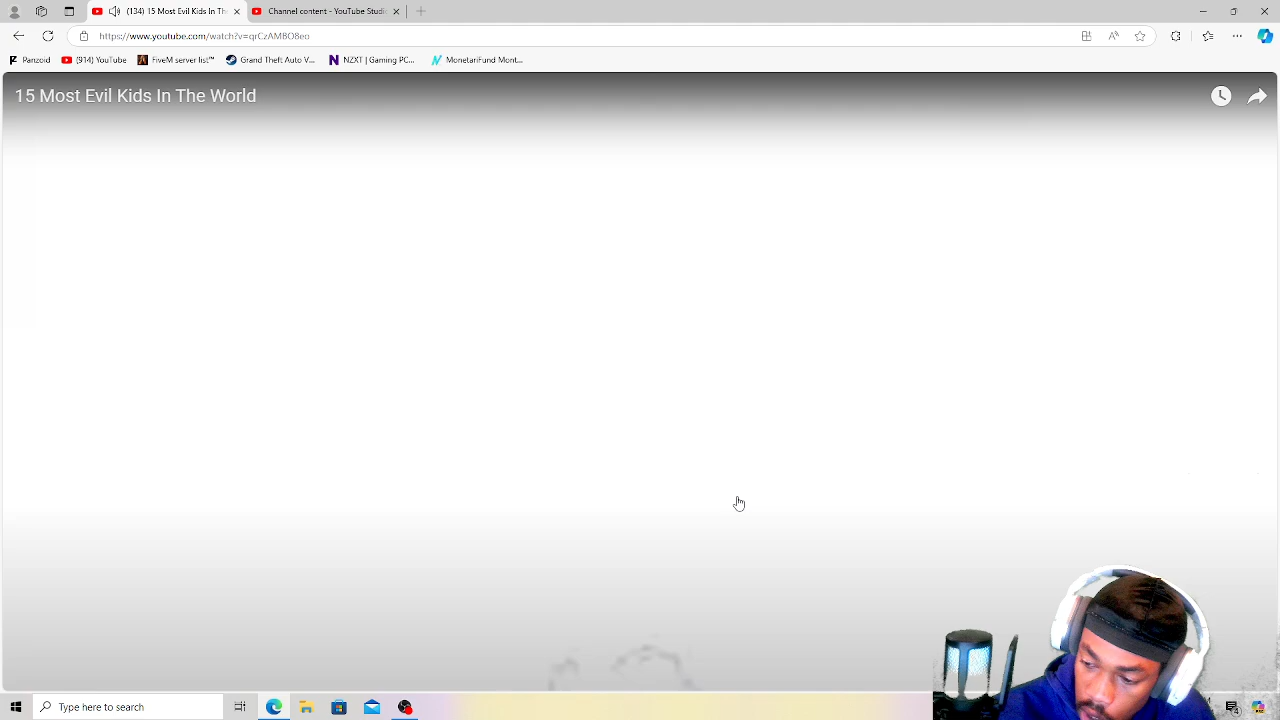 (134) 15 Most Evil Kids In Th
Channel content - YouTube Studi
https://www.youtube.com/watch?v=qrCzAMBO8eo
Panzoid
(914) YouTube
FiveM server list™
Grand Theft Auto V...
NZXT | Gaming PC...
MonetariFund Mont...
15 Most Evil Kids In The World
Type here to search